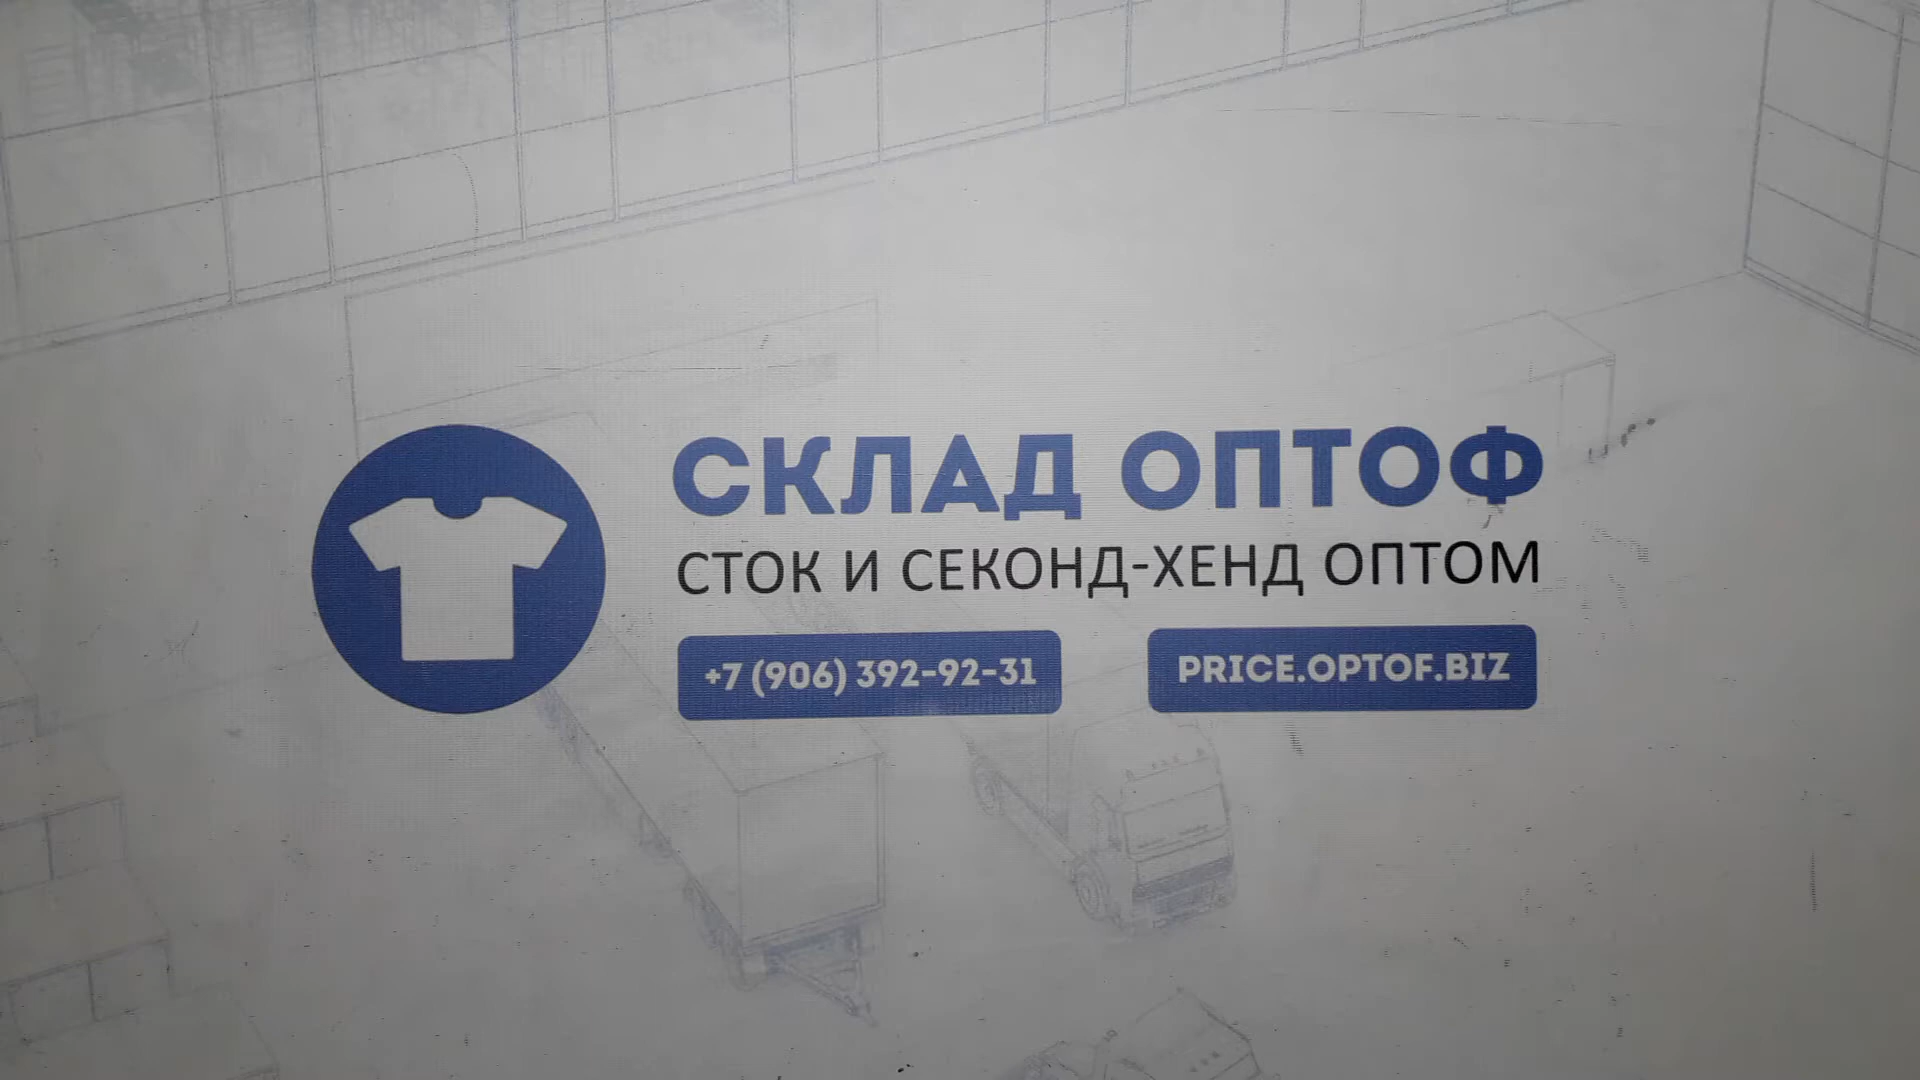 СКЛАД ОПТОФ
СТОК И СЕКОНД-ХЕНД ОПТОМ
+7 (906) 392-92-31
PRICE.OPTOF.BIZ